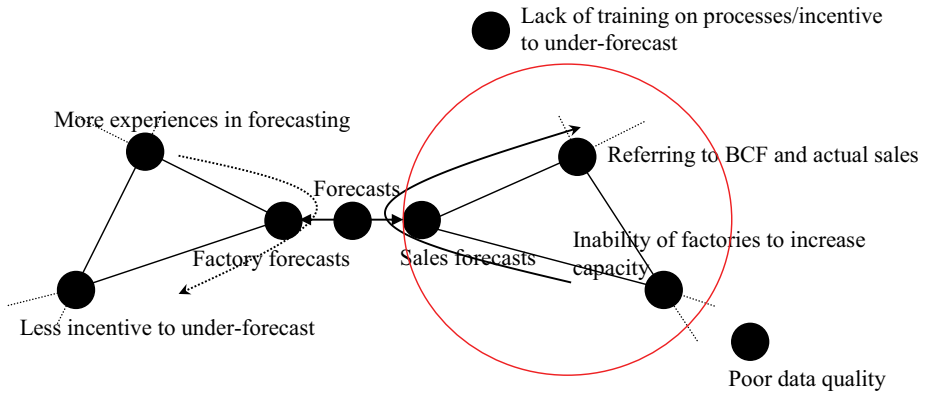 Lack of training on processes/incentive
to under-forecast
More experiences in forecasting
Referring to BCF and actual sales
Forecasts
Inability of factories to increase
capacity
Factory forecasts
Sales forecasts
Less incentive to under-forecast
Poor data quality